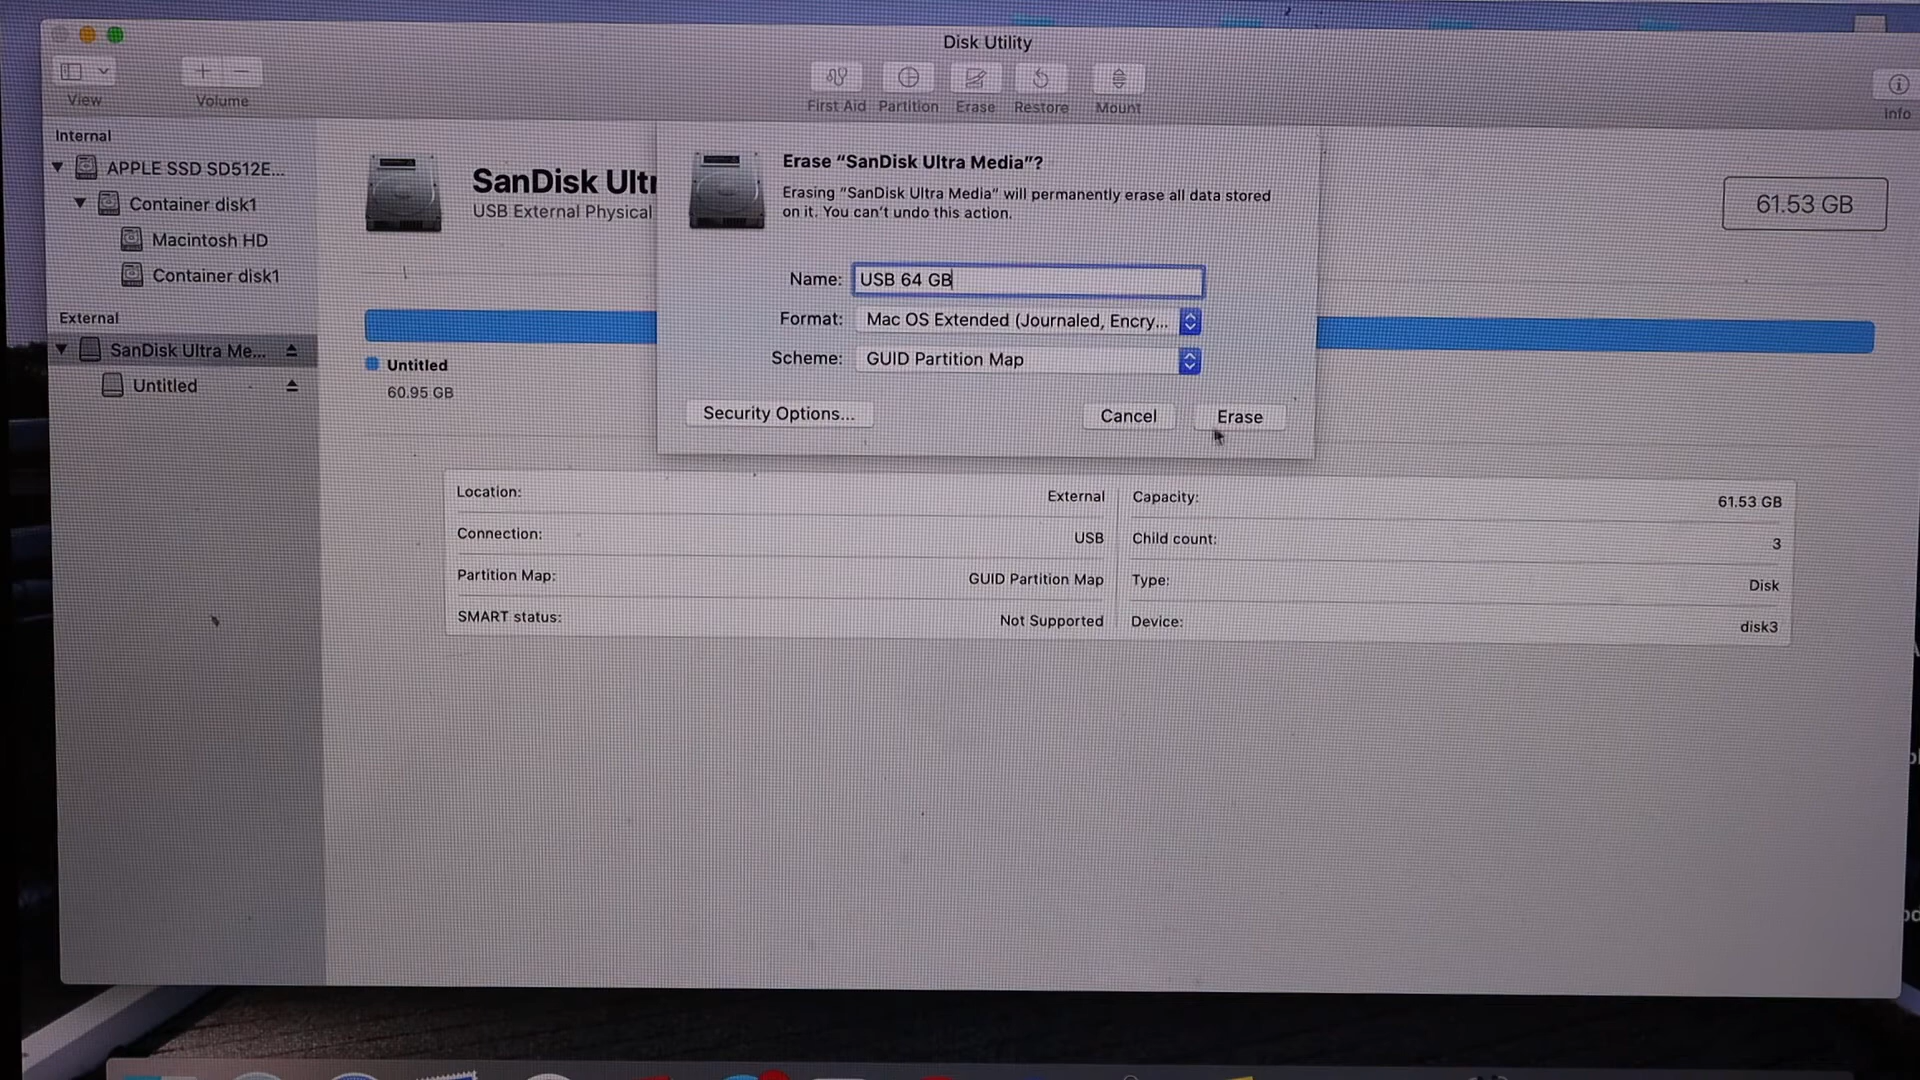 Disk Utility
View
Volume
First Aid
Partition
Erase
Restore
Mount
Info
Internal
APPLE SSD SD512E...
Container disk1
Macintosh HD
Container disk1
External
SanDisk Ultra Me...
Untitled
SanDisk Ult
USB External Physical
61.53 GB
Untitled
60.95 GB
Erase “SanDisk Ultra Media”?
Erasing “SanDisk Ultra Media” will permanently erase all data stored
on it. You can’t undo this action.
Name: USB 64 GB
Format: Mac OS Extended (Journaled, Encry...
Scheme: GUID Partition Map
Security Options...
Cancel
Erase
Location: External
Connection: USB
Partition Map: GUID Partition Map
SMART status: Not Supported
Capacity: 61.53 GB
Child count: 3
Type: Disk
Device: disk3